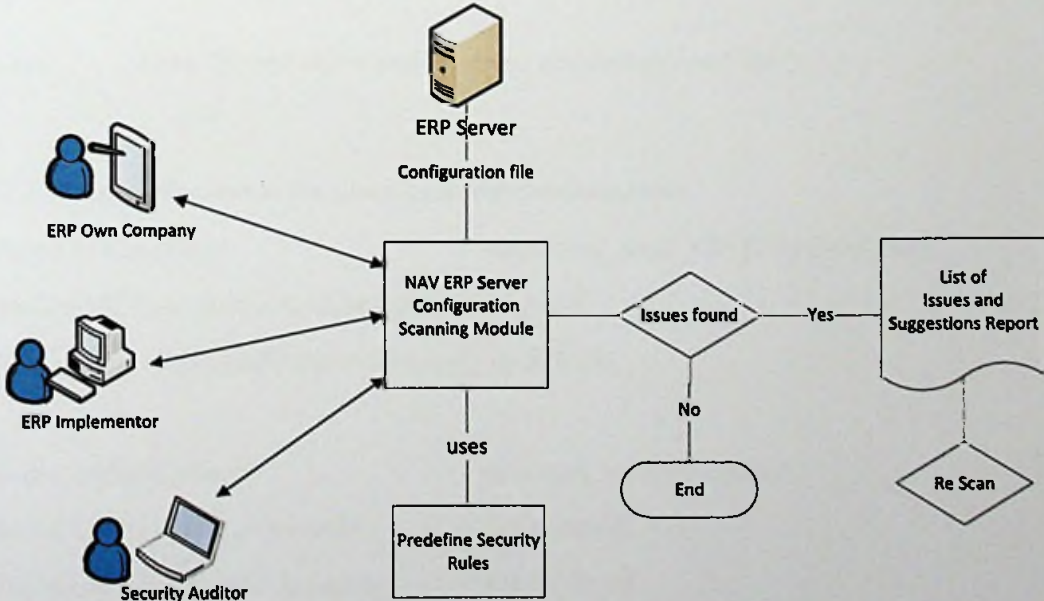 ERP Server
Configuration file
ERP Own Company
NAV ERP Server
Configuration
Scanning Module
Issues found
Yes
List of
Issues and
Suggestions Report
ERP Implementor
No
uses
End
Re Scan
Predefine Security
Rules
Security Auditor